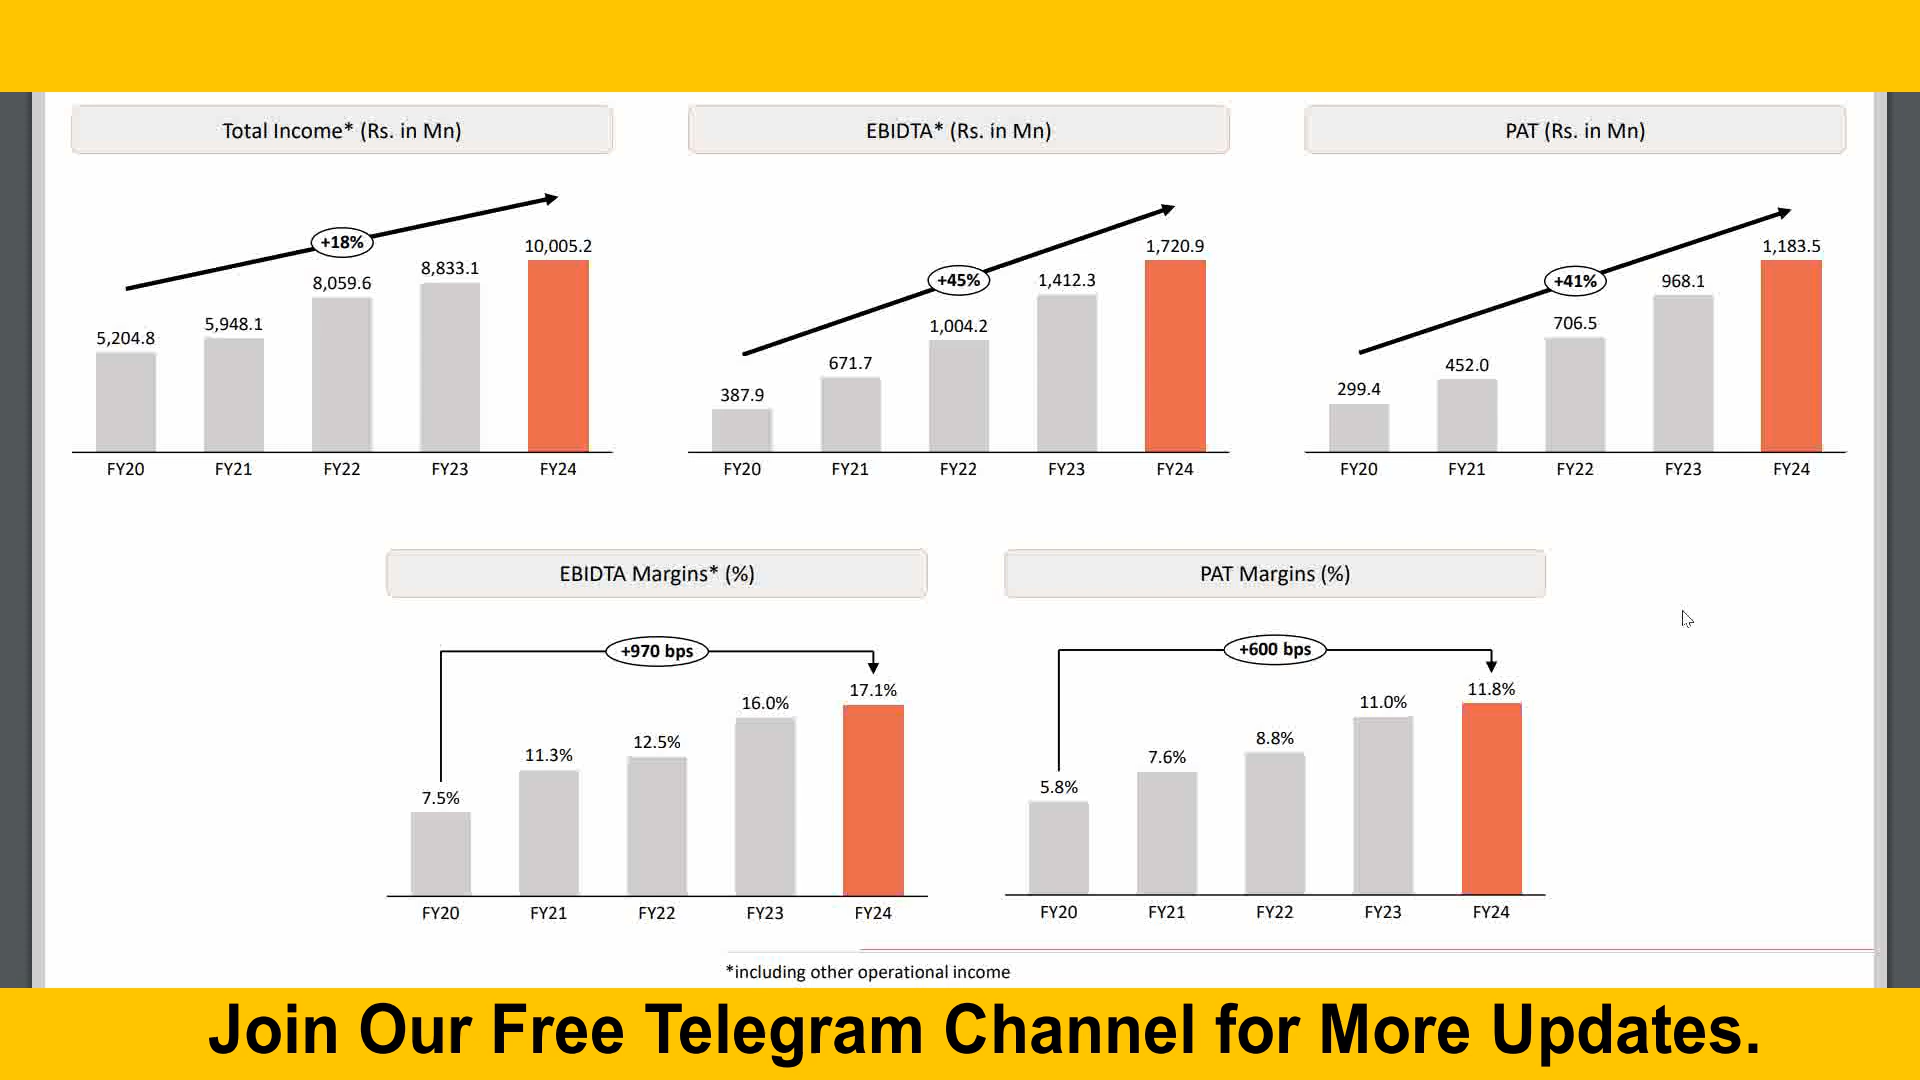 Total Income* (Rs. in Mn)
+18%
5,204.8
5,948.1
8,059.6
8,833.1
10,005.2
FY20 FY21 FY22 FY23 FY24
EBIDTA* (Rs. in Mn)
+45%
387.9
671.7
1,004.2
1,412.3
1,720.9
FY20 FY21 FY22 FY23 FY24
PAT (Rs. in Mn)
+41%
299.4
452.0
706.5
968.1
1,183.5
FY20 FY21 FY22 FY23 FY24
EBIDTA Margins* (%)
+970 bps
7.5%
11.3%
12.5%
16.0%
17.1%
FY20 FY21 FY22 FY23 FY24
PAT Margins (%)
+600 bps
5.8%
7.6%
8.8%
11.0%
11.8%
FY20 FY21 FY22 FY23 FY24
*including other operational income
Join Our Free Telegram Channel for More Updates.